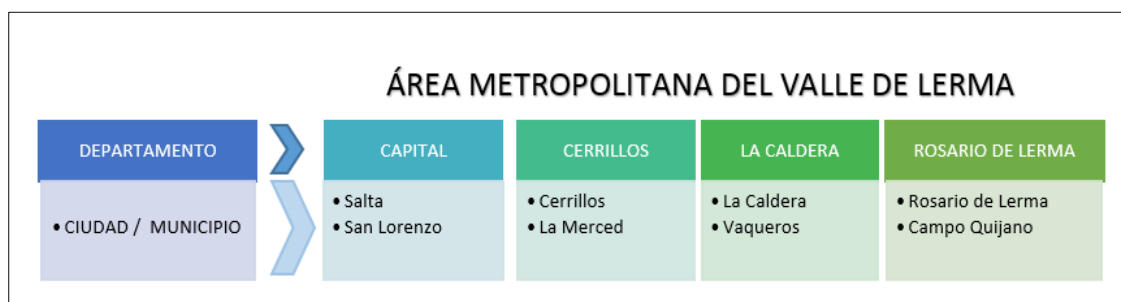 ÁREA METROPOLITANA DEL VALLE DE LERMA
DEPARTAMENTO
CAPITAL
CERRILLOS
LA CALDERA
ROSARIO DE LERMA
• CIUDAD / MUNICIPIO
• Salta
• San Lorenzo
• Cerrillos
• La Merced
• La Caldera
• Vaqueros
• Rosario de Lerma
• Campo Quijano